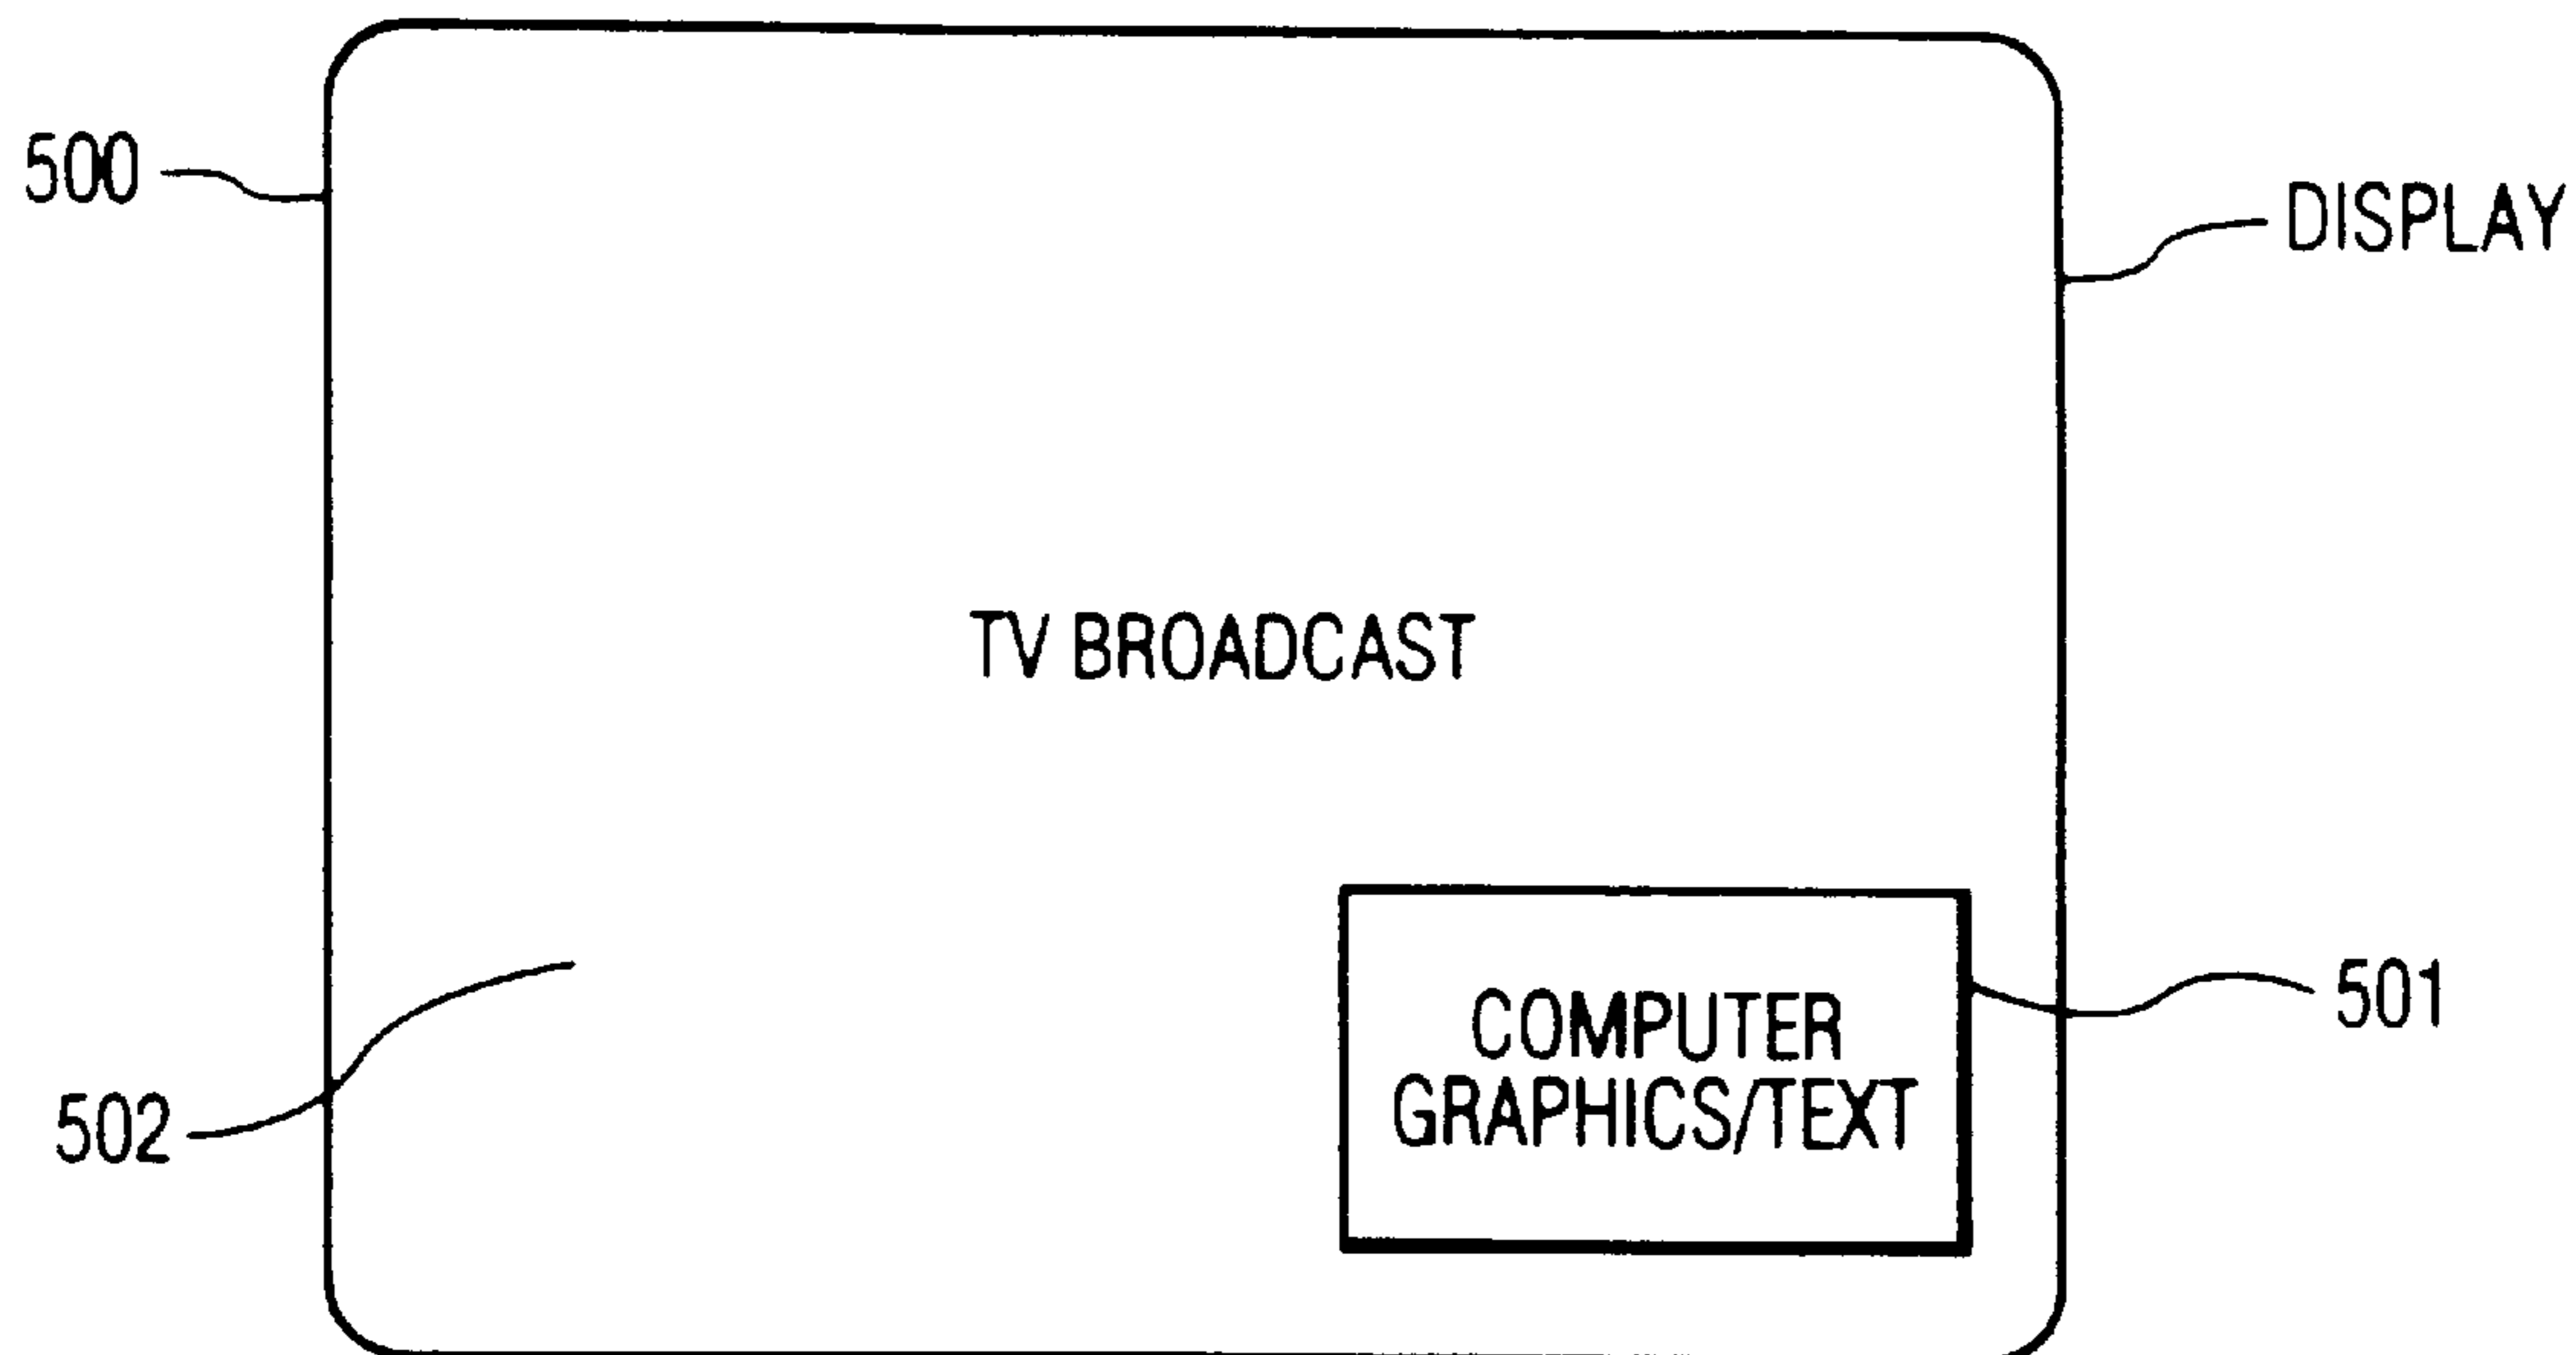 500
DISPLAY
TV BROADCAST
COMPUTER
GRAPHICS/TEXT
501
502